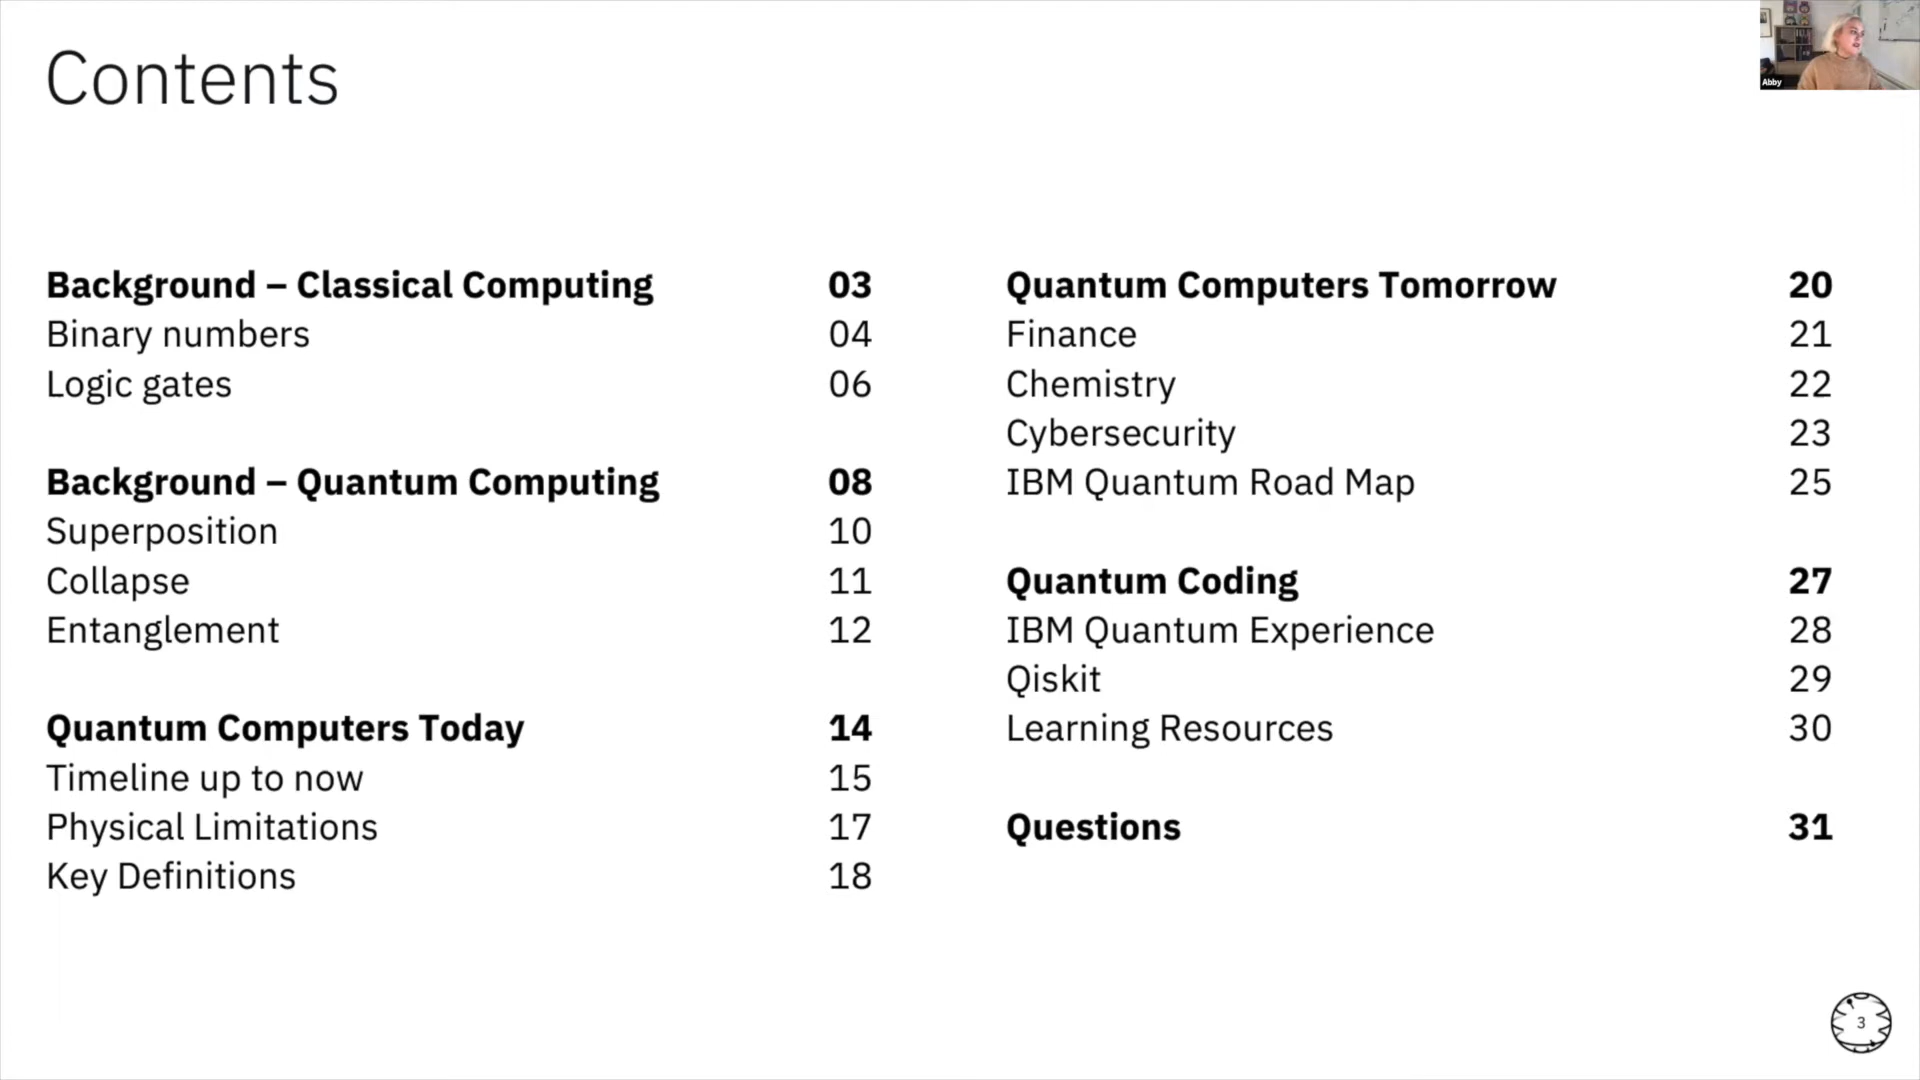 Contents
Abby
Background – Classical Computing 03
Binary numbers 04
Logic gates 06
Background – Quantum Computing 08
Superposition 10
Collapse 11
Entanglement 12
Quantum Computers Today 14
Timeline up to now 15
Physical Limitations 17
Key Definitions 18
Quantum Computers Tomorrow 20
Finance 21
Chemistry 22
Cybersecurity 23
IBM Quantum Road Map 25
Quantum Coding 27
IBM Quantum Experience 28
Qiskit 29
Learning Resources 30
Questions 31
3